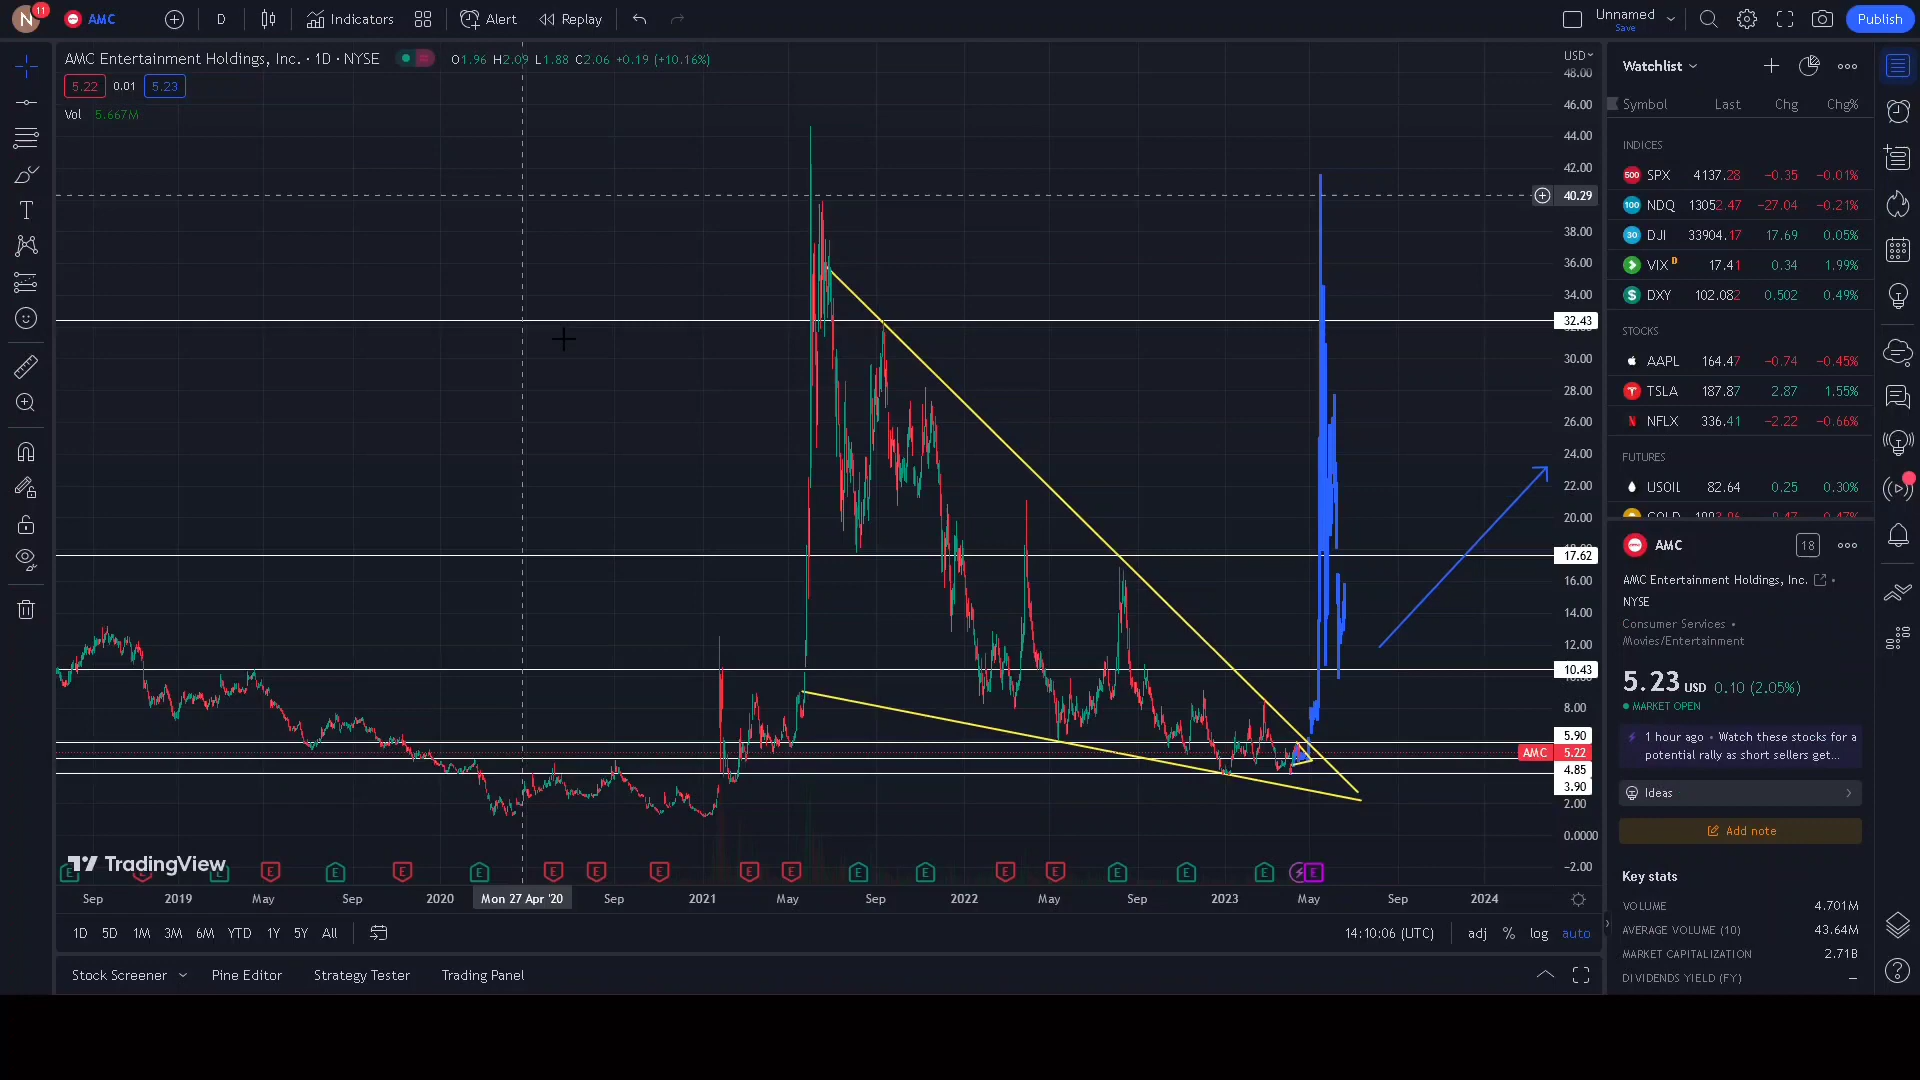 N 11 AMC D Indicators Alert Replay Unnamed Save Publish
AMC Entertainment Holdings, Inc. · 1D · NYSE O1.96 H2.09 L1.88 C2.06 +0.19 (+10.16%)
5.22 0.01 5.23
Vol 5.667M
USD
48.00
46.00
44.00
42.00
40.29
38.00
36.00
34.00
32.43
30.00
28.00
26.00
24.00
22.00
20.00
17.62
16.00
14.00
12.00
10.43
8.00
5.90
AMC 5.22
4.85
3.90
2.00
0.0000
−2.00
TradingView
E E E E E E E E E E E E E E E E E E E E E
Sep 2019 May Sep 2020 Mon 27 Apr '20 Sep 2021 May Sep 2022 May Sep 2023 May Sep 2024
1D 5D 1M 3M 6M YTD 1Y 5Y All 14:10:06 (UTC) adj % log auto
Stock Screener Pine Editor Strategy Tester Trading Panel
Watchlist
Symbol Last Chg Chg%
INDICES
500 SPX 4137.28 −0.35 −0.01%
100 NDQ 13052.47 −27.04 −0.21%
30 DJI 33904.17 17.69 0.05%
VIX D 17.41 0.34 1.99%
DXY 102.082 0.502 0.49%
STOCKS
AAPL 164.47 −0.74 −0.45%
TSLA 187.87 2.87 1.55%
NFLX 336.41 −2.22 −0.66%
FUTURES
USOIL 82.64 0.25 0.30%
AMC 18
AMC Entertainment Holdings, Inc. •
NYSE
Consumer Services •
Movies/Entertainment
5.23 USD 0.10 (2.05%)
MARKET OPEN
1 hour ago • Watch these stocks for a
potential rally as short sellers get...
Ideas
Add note
Key stats
VOLUME 4.701M
AVERAGE VOLUME (10) 43.64M
MARKET CAPITALIZATION 2.71B
DIVIDENDS YIELD (FY) —